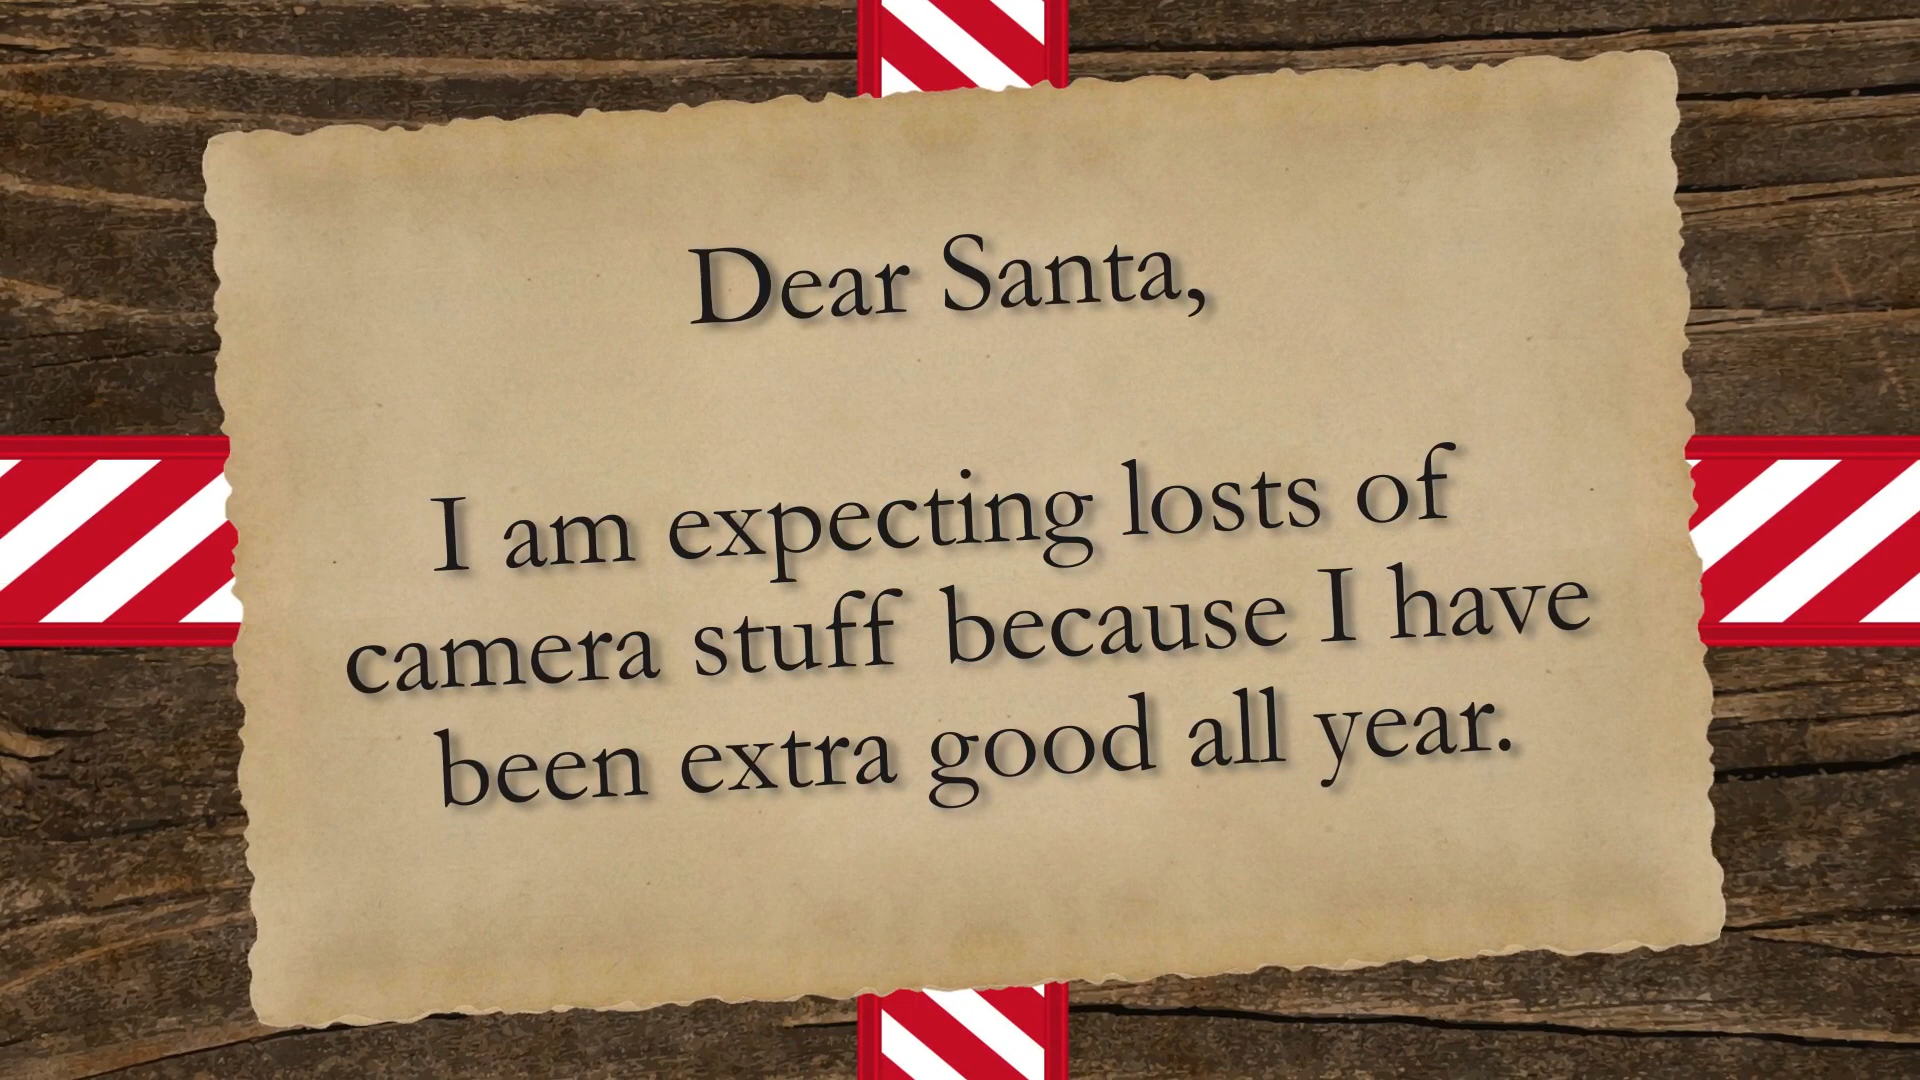 Dear Santa,
I am expecting losts of
camera stuff because I have
been extra good all year.